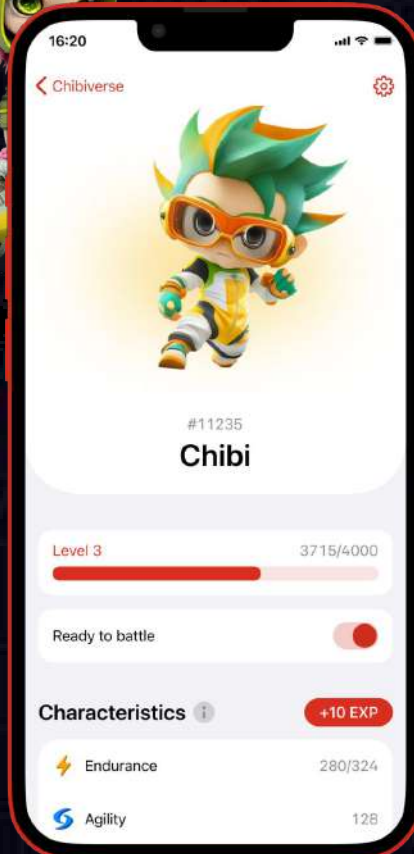 16:20
Chibiverse
#11235
Chibi
Level 3 3715/4000
Ready to battle
Characteristics i +10 EXP
Endurance 280/324
Agility 128